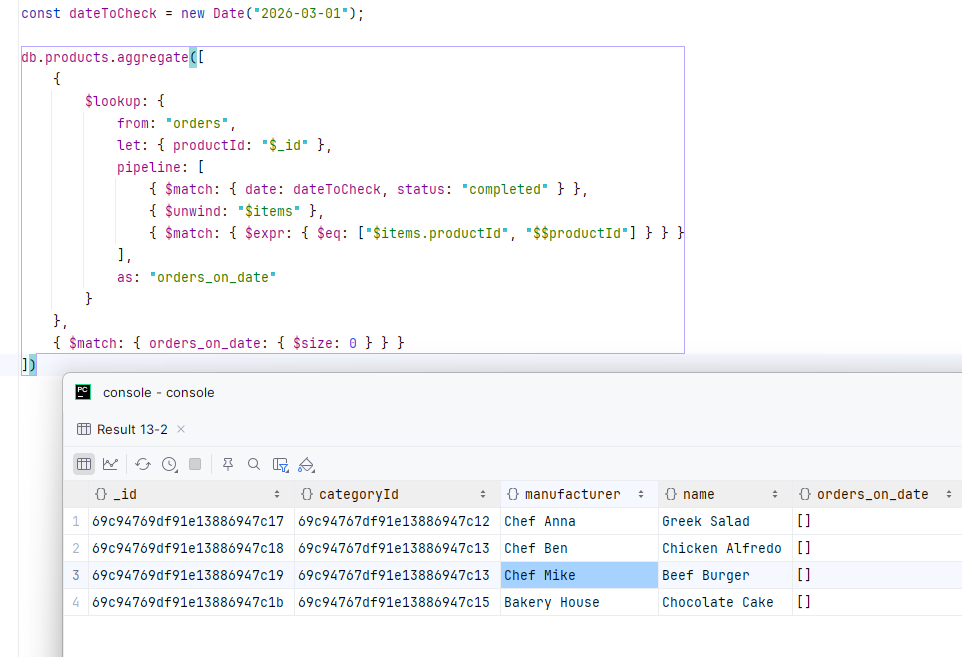 const dateToCheck = new Date("2026-03-01");
db.products.aggregate([
{
$lookup: {
from: "orders",
let: { productId: "$_id" },
pipeline: [
{ $match: { date: dateToCheck, status: "completed" } },
{ $unwind: "$items" },
{ $match: { $expr: { $eq: ["$items.productId", "$$productId"] } } }
],
as: "orders_on_date"
}
},
{ $match: { orders_on_date: { $size: 0 } } }
])
PC console - console
Result 13-2 ×
{} _id {} categoryId {} manufacturer {} name {} orders_on_date
1 69c94769df91e13886947c17 69c94767df91e13886947c12 Chef Anna Greek Salad []
2 69c94769df91e13886947c18 69c94767df91e13886947c13 Chef Ben Chicken Alfredo []
3 69c94769df91e13886947c19 69c94767df91e13886947c13 Chef Mike Beef Burger []
4 69c94769df91e13886947c1b 69c94767df91e13886947c15 Bakery House Chocolate Cake []